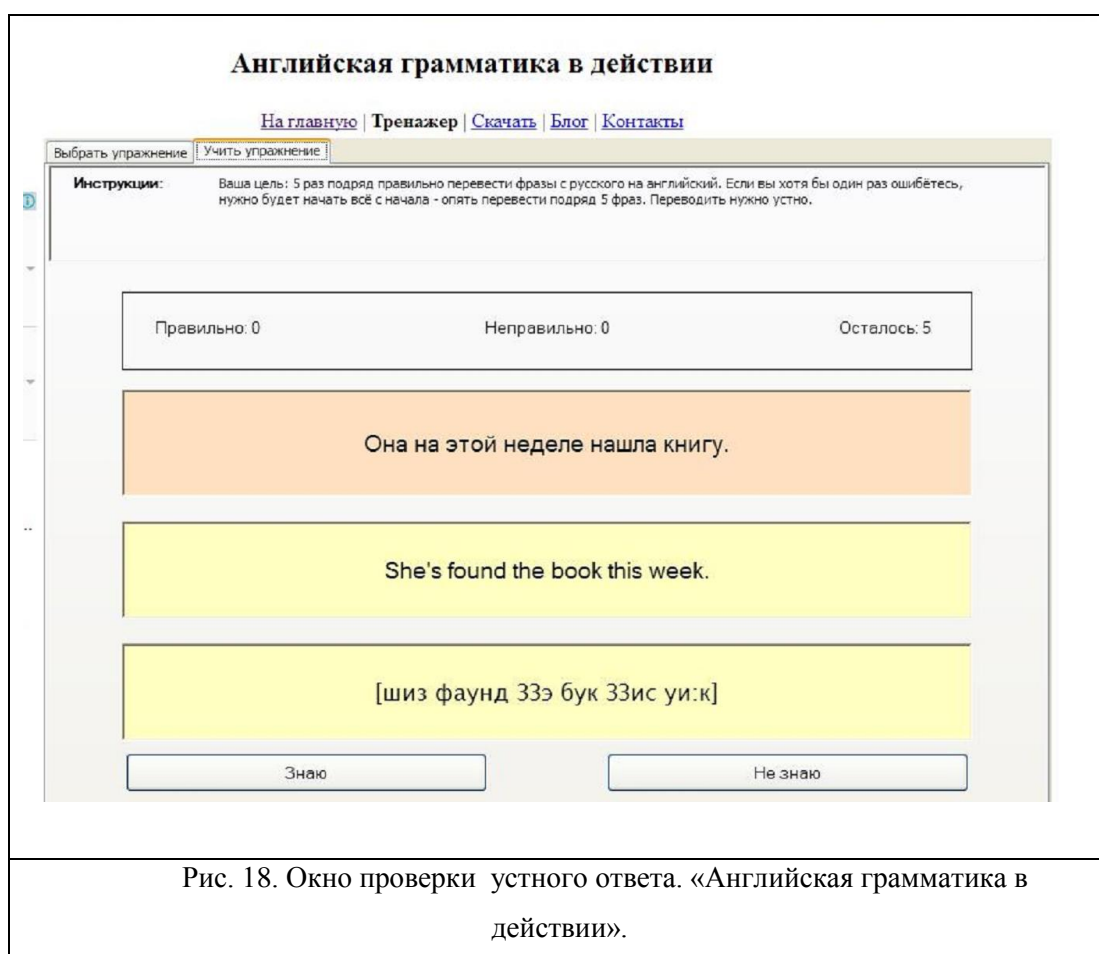 Английская грамматика в действии
На главную | Тренажер | Скачать | Блог | Контакты
Выбрать упражнение Учить упражнение
Инструкции: Ваша цель: 5 раз подряд правильно перевести фразы с русского на английский. Если вы хотя бы один раз ошибётесь,
нужно будет начать всё с начала - опять перевести подряд 5 фраз. Переводить нужно устно.
Правильно: 0 Неправильно: 0 Осталось: 5
Она на этой неделе нашла книгу.
She's found the book this week.
[шиз фаунд ЗЗэ бук ЗЗис уи:к]
Знаю Не знаю
Рис. 18. Окно проверки устного ответа. «Английская грамматика в
действии».